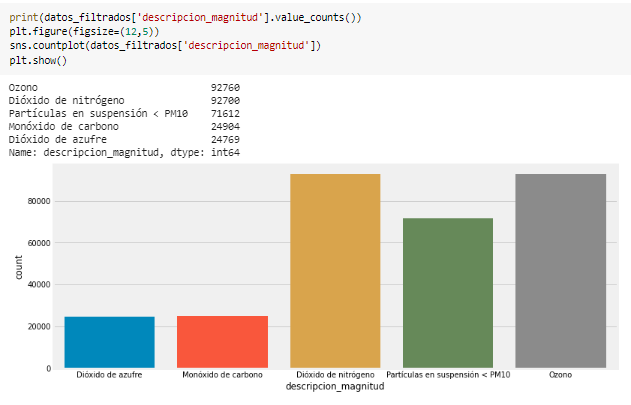 print(datos_filtrados['descripcion_magnitud'].value_counts())
plt.figure(figsize=(12,5))
sns.countplot(datos_filtrados['descripcion_magnitud'])
plt.show()
Ozono 92760
Dióxido de nitrógeno 92700
Partículas en suspensión < PM10 71612
Monóxido de carbono 24904
Dióxido de azufre 24769
Name: descripcion_magnitud, dtype: int64
80000
60000
40000
20000
0
count
Dióxido de azufre Monóxido de carbono Dióxido de nitrógeno Partículas en suspensión < PM10 Ozono
descripcion_magnitud